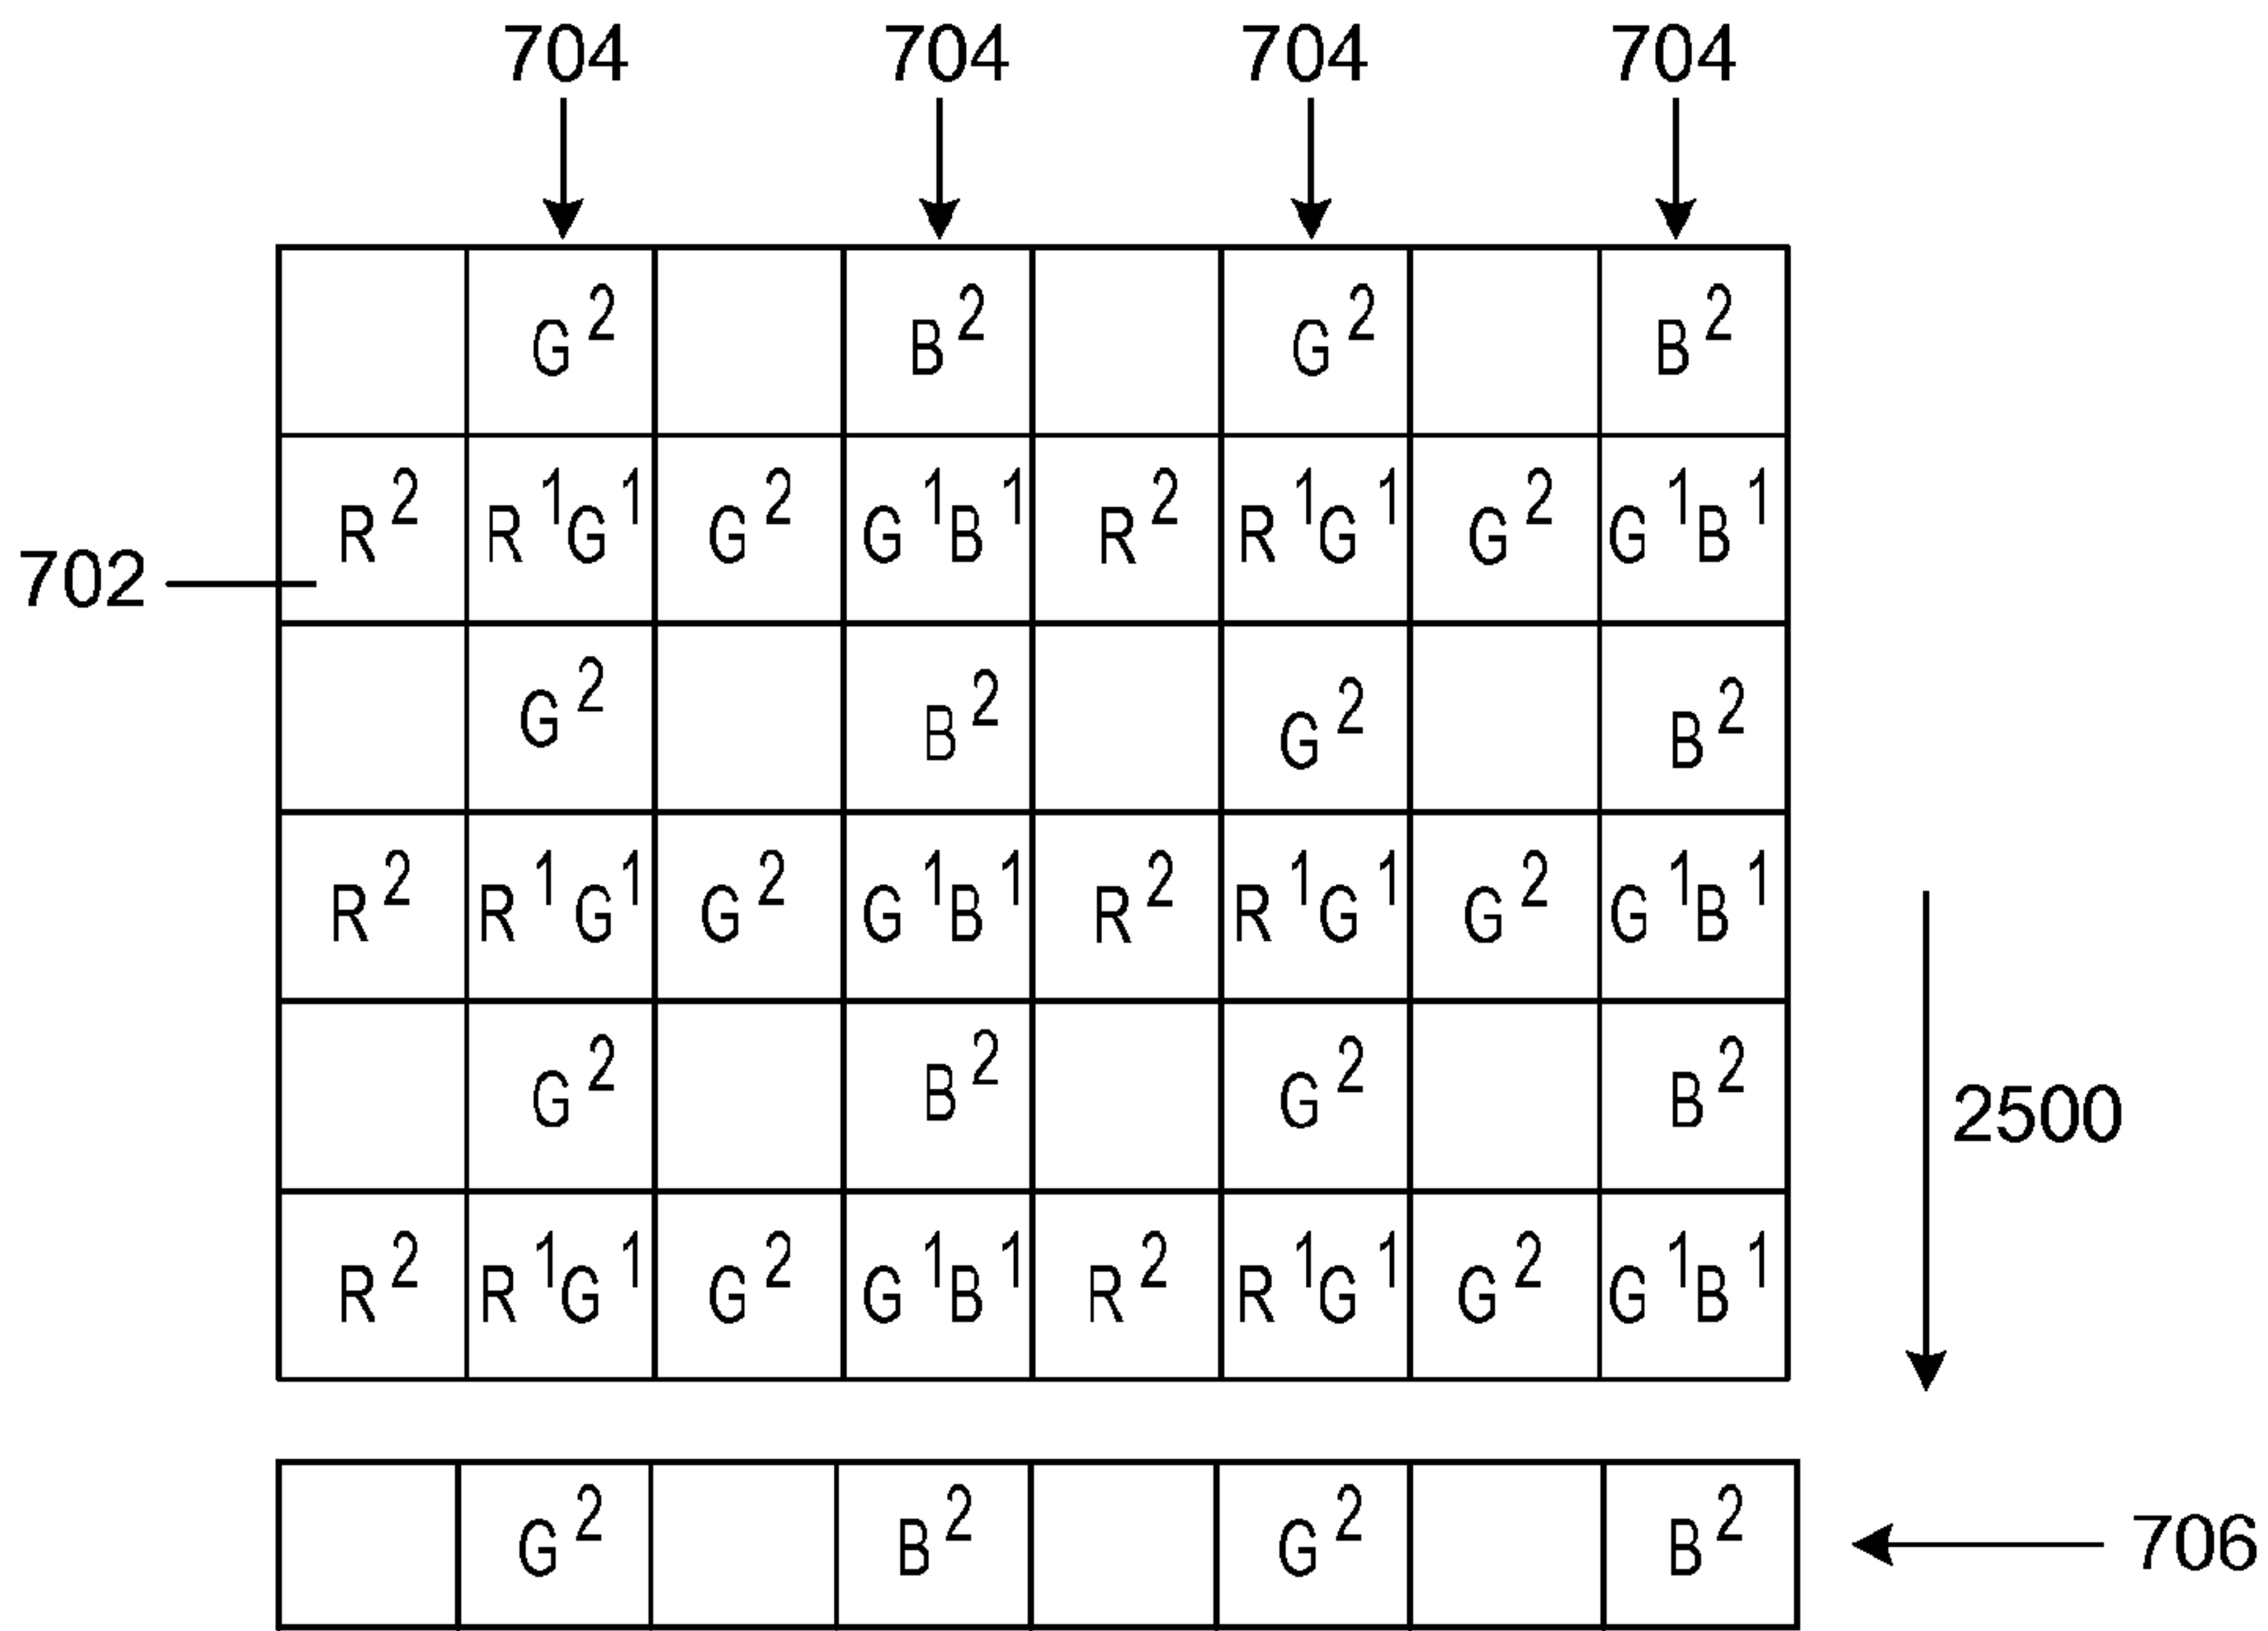 704 704 704 704
G² B² G² B²
R² R¹G¹ G² G¹B¹ R² R¹G¹ G² G¹B¹
702
G² B² G² B²
R² R¹G¹ G² G¹B¹ R² R¹G¹ G² G¹B¹
G² B² G² B²
2500
R² R¹G¹ G² G¹B¹ R² R¹G¹ G² G¹B¹
G² B² G² B² 706